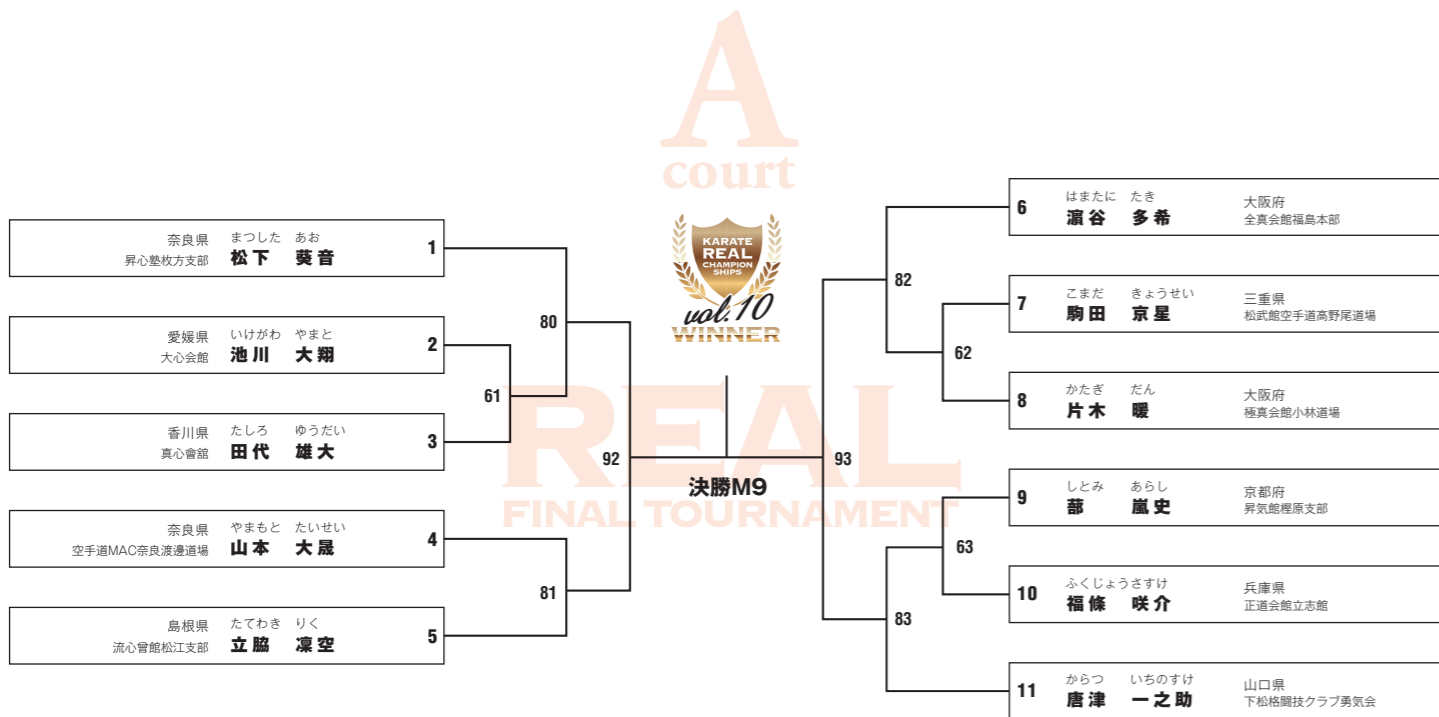 A
court
KARATE
REAL
CHAMPION
SHIPS
vol.10
WINNER
REAL
FINAL TOURNAMENT
決勝M9
奈良県 まつした あお
昇心塾枚方支部 松下 葵音 1
愛媛県 いけがわ やまと
大心会館 池川 大翔 2
香川県 たしろ ゆうだい
真心會舘 田代 雄大 3
奈良県 やまもと たいせい
空手道MAC奈良渡邊道場 山本 大晟 4
島根県 たてわき りく
流心曾館松江支部 立脇 凜空 5
80
61
92
81
6 はまたに たき 大阪府
濵谷 多希 全真会館福島本部
7 こまだ きょうせい 三重県
駒田 京星 松武館空手道高野尾道場
8 かたぎ だん 大阪府
片木 暖 極真会館小林道場
9 しとみ あらし 京都府
蔀 嵐史 昇気館樫原支部
10 ふくじょうさすけ 兵庫県
福條 咲介 正道会館立志館
11 からつ いちのすけ 山口県
唐津 一之助 下松格闘技クラブ勇気会
82
62
93
63
83